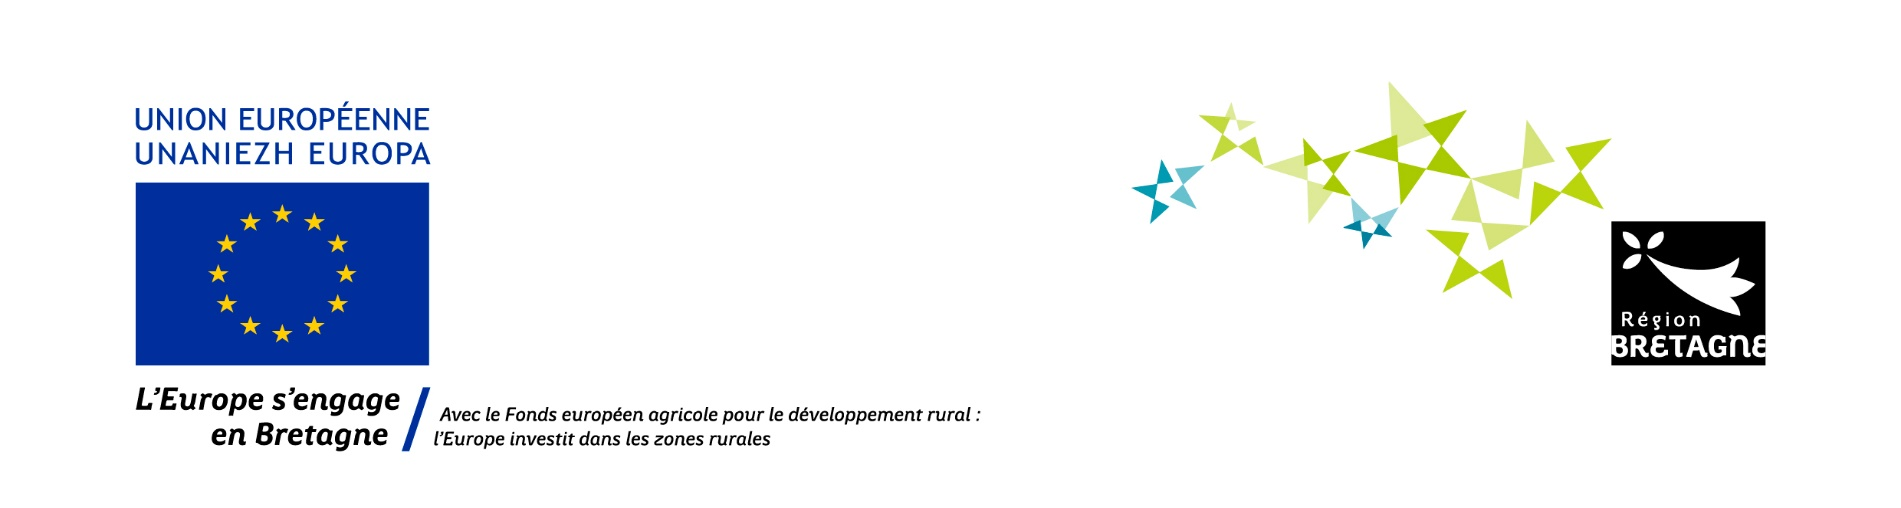 UNION EUROPÉENNE
UNANIEZH EUROPA
L'Europe s'engage
en Bretagne
Avec le Fonds européen agricole pour le développement rural :
l'Europe investit dans les zones rurales
Région
BRETAGNE